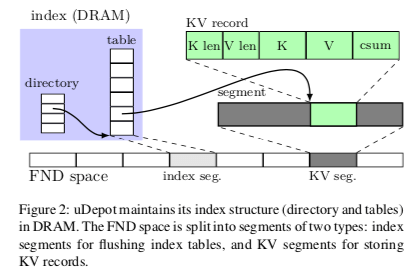 index (DRAM)
KV record
table
K len V len K V csum
directory
segment
FND space
index seg.
KV seg.
Figure 2: uDepot maintains its index structure (directory and tables)
in DRAM. The FND space is split into segments of two types: index
segments for flushing index tables, and KV segments for storing
KV records.